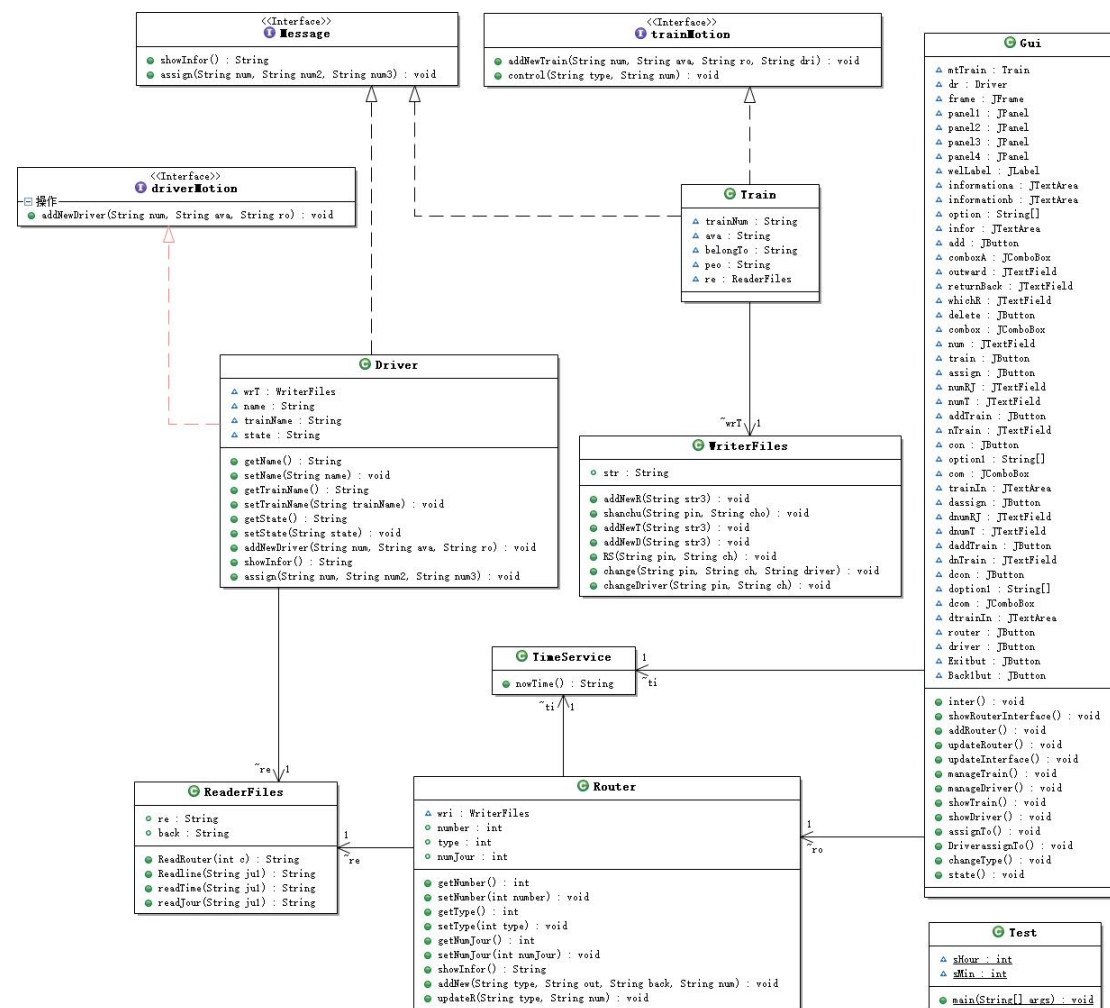 <<Interface>>
Message
showInfor() : String
assign(String num, String num2, String num3) : void
<<Interface>>
trainMotion
addNewTrain(String num, String ava, String ro, String dri) : void
control(String type, String num) : void
<<Interface>>
driverMotion
操作
addNewDriver(String num, String ava, String ro) : void
Train
trainNum : String
ava : String
belongTo : String
peo : String
re : ReaderFiles
Driver
wrT : WriterFiles
name : String
trainName : String
state : String
getName() : String
setName(String name) : void
getTrainName() : String
setTrainName(String trainName) : void
getState() : String
setState(String state) : void
addNewDriver(String num, String ava, String ro) : void
showInfor() : String
assign(String num, String num2, String num3) : void
~wrT
1
WriterFiles
str : String
addNewR(String str3) : void
shanchu(String pin, String cho) : void
addNewT(String str3) : void
addNewD(String str3) : void
RS(String pin, String ch) : void
change(String pin, String ch, String driver) : void
changeDriver(String pin, String ch) : void
TimeService
nowTime() : String
1
~ti
~ti
1
~re
1
ReaderFiles
re : String
back : String
ReadRouter(int c) : String
Readline(String ju1) : String
readTime(String ju1) : String
readJour(String ju1) : String
1
~re
Router
wri : WriterFiles
number : int
type : int
numJour : int
getNumber() : int
setNumber(int number) : void
getType() : int
setType(int type) : void
getNumJour() : int
setNumJour(int numJour) : void
showInfor() : String
addNew(String type, String out, String back, String num) : void
updateR(String type, String num) : void
1
~ro
Gui
mtTrain : Train
dr : Driver
frame : JFrame
panel1 : JPanel
panel2 : JPanel
panel3 : JPanel
panel4 : JPanel
welLabel : JLabel
informationa : JTextArea
informationb : JTextArea
option : String[]
infor : JTextArea
add : JButton
comboxA : JComboBox
outward : JTextField
returnBack : JTextField
whichR : JTextField
delete : JButton
combox : JComboBox
num : JTextField
train : JButton
assign : JButton
numRJ : JTextField
numT : JTextField
addTrain : JButton
nTrain : JTextField
con : JButton
option1 : String[]
com : JComboBox
trainIn : JTextArea
dassign : JButton
dnumRJ : JTextField
dnumT : JTextField
daddTrain : JButton
dnTrain : JTextField
dcon : JButton
doption1 : String[]
dcom : JComboBox
dtrainIn : JTextArea
router : JButton
driver : JButton
Exitbut : JButton
Back1but : JButton
inter() : void
showRouterInterface() : void
addRouter() : void
updateRouter() : void
updateInterface() : void
manageTrain() : void
manageDriver() : void
showTrain() : void
showDriver() : void
assignTo() : void
DriverassignTo() : void
changeType() : void
state() : void
Test
sHour : int
sMin : int
main(String[] args) : void